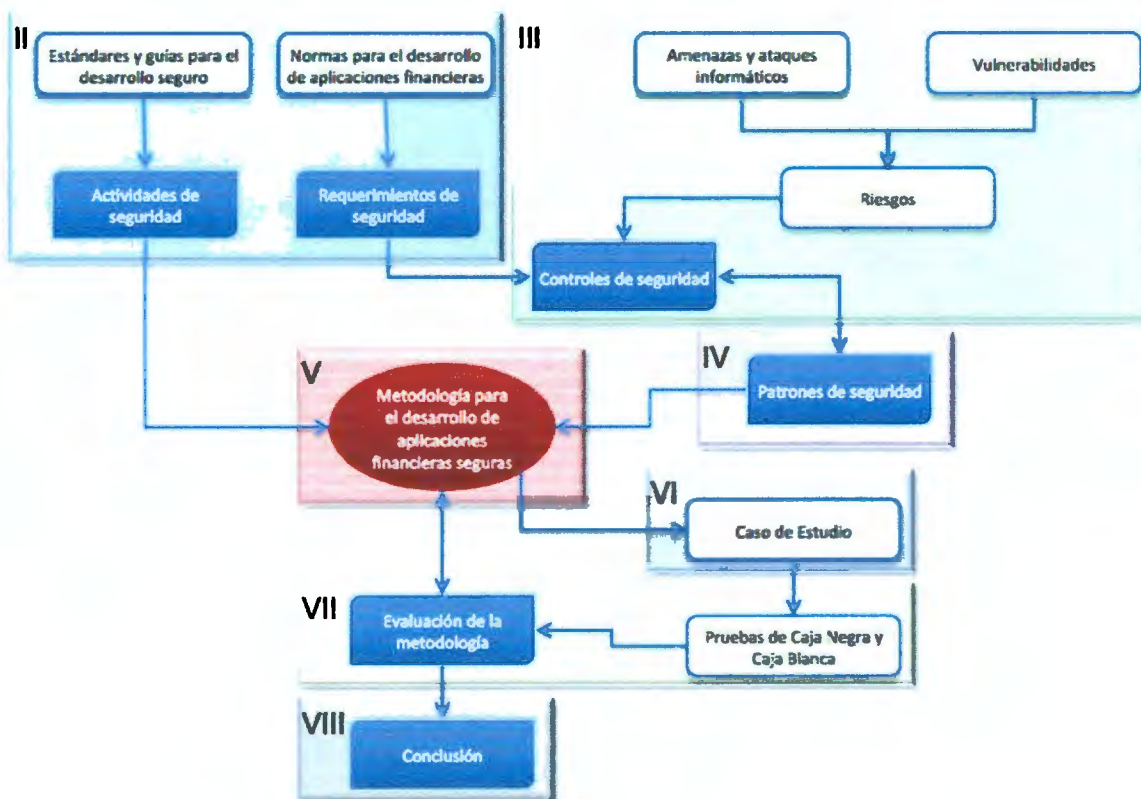 II
Estándares y guías para el
desarrollo seguro
Normas para el desarrollo
de aplicaciones financieras
Actividades de
seguridad
Requerimientos de
seguridad
III
Amenazas y ataques
informáticos
Vulnerabilidades
Riesgos
Controles de seguridad
IV
Patrones de seguridad
V
Metodología para
el desarrollo de
aplicaciones
financieras seguras
VI
Caso de Estudio
VII
Evaluación de la
metodología
Pruebas de Caja Negra y
Caja Blanca
VIII
Conclusión